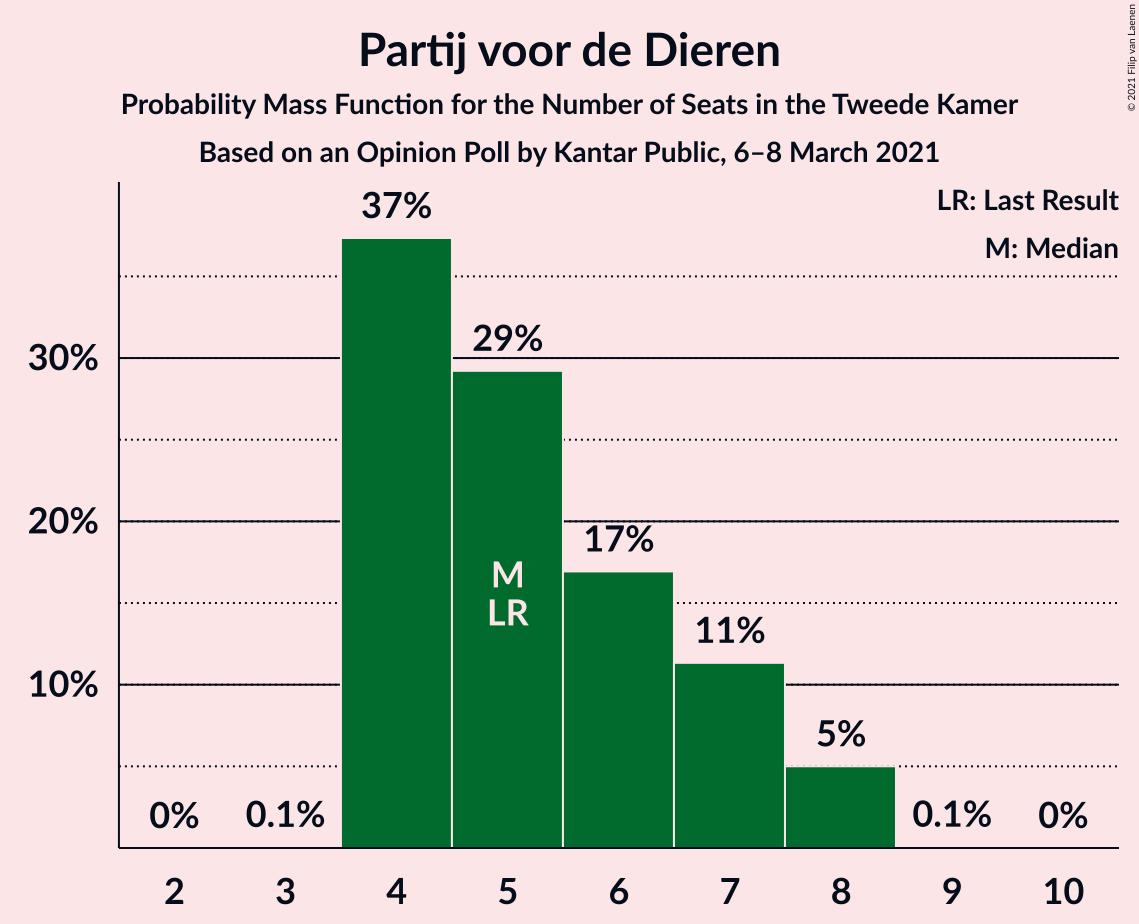 Partij voor de Dieren
Probability Mass Function for the Number of Seats in the Tweede Kamer
Based on an Opinion Poll by Kantar Public, 6–8 March 2021
© 2021 Filip van Laenen
LR: Last Result
M: Median
37%
29%
30%
20%
17%
M
LR
11%
10%
5%
0%
0.1%
0.1%
0%
2
3
4
5
6
7
8
9
10